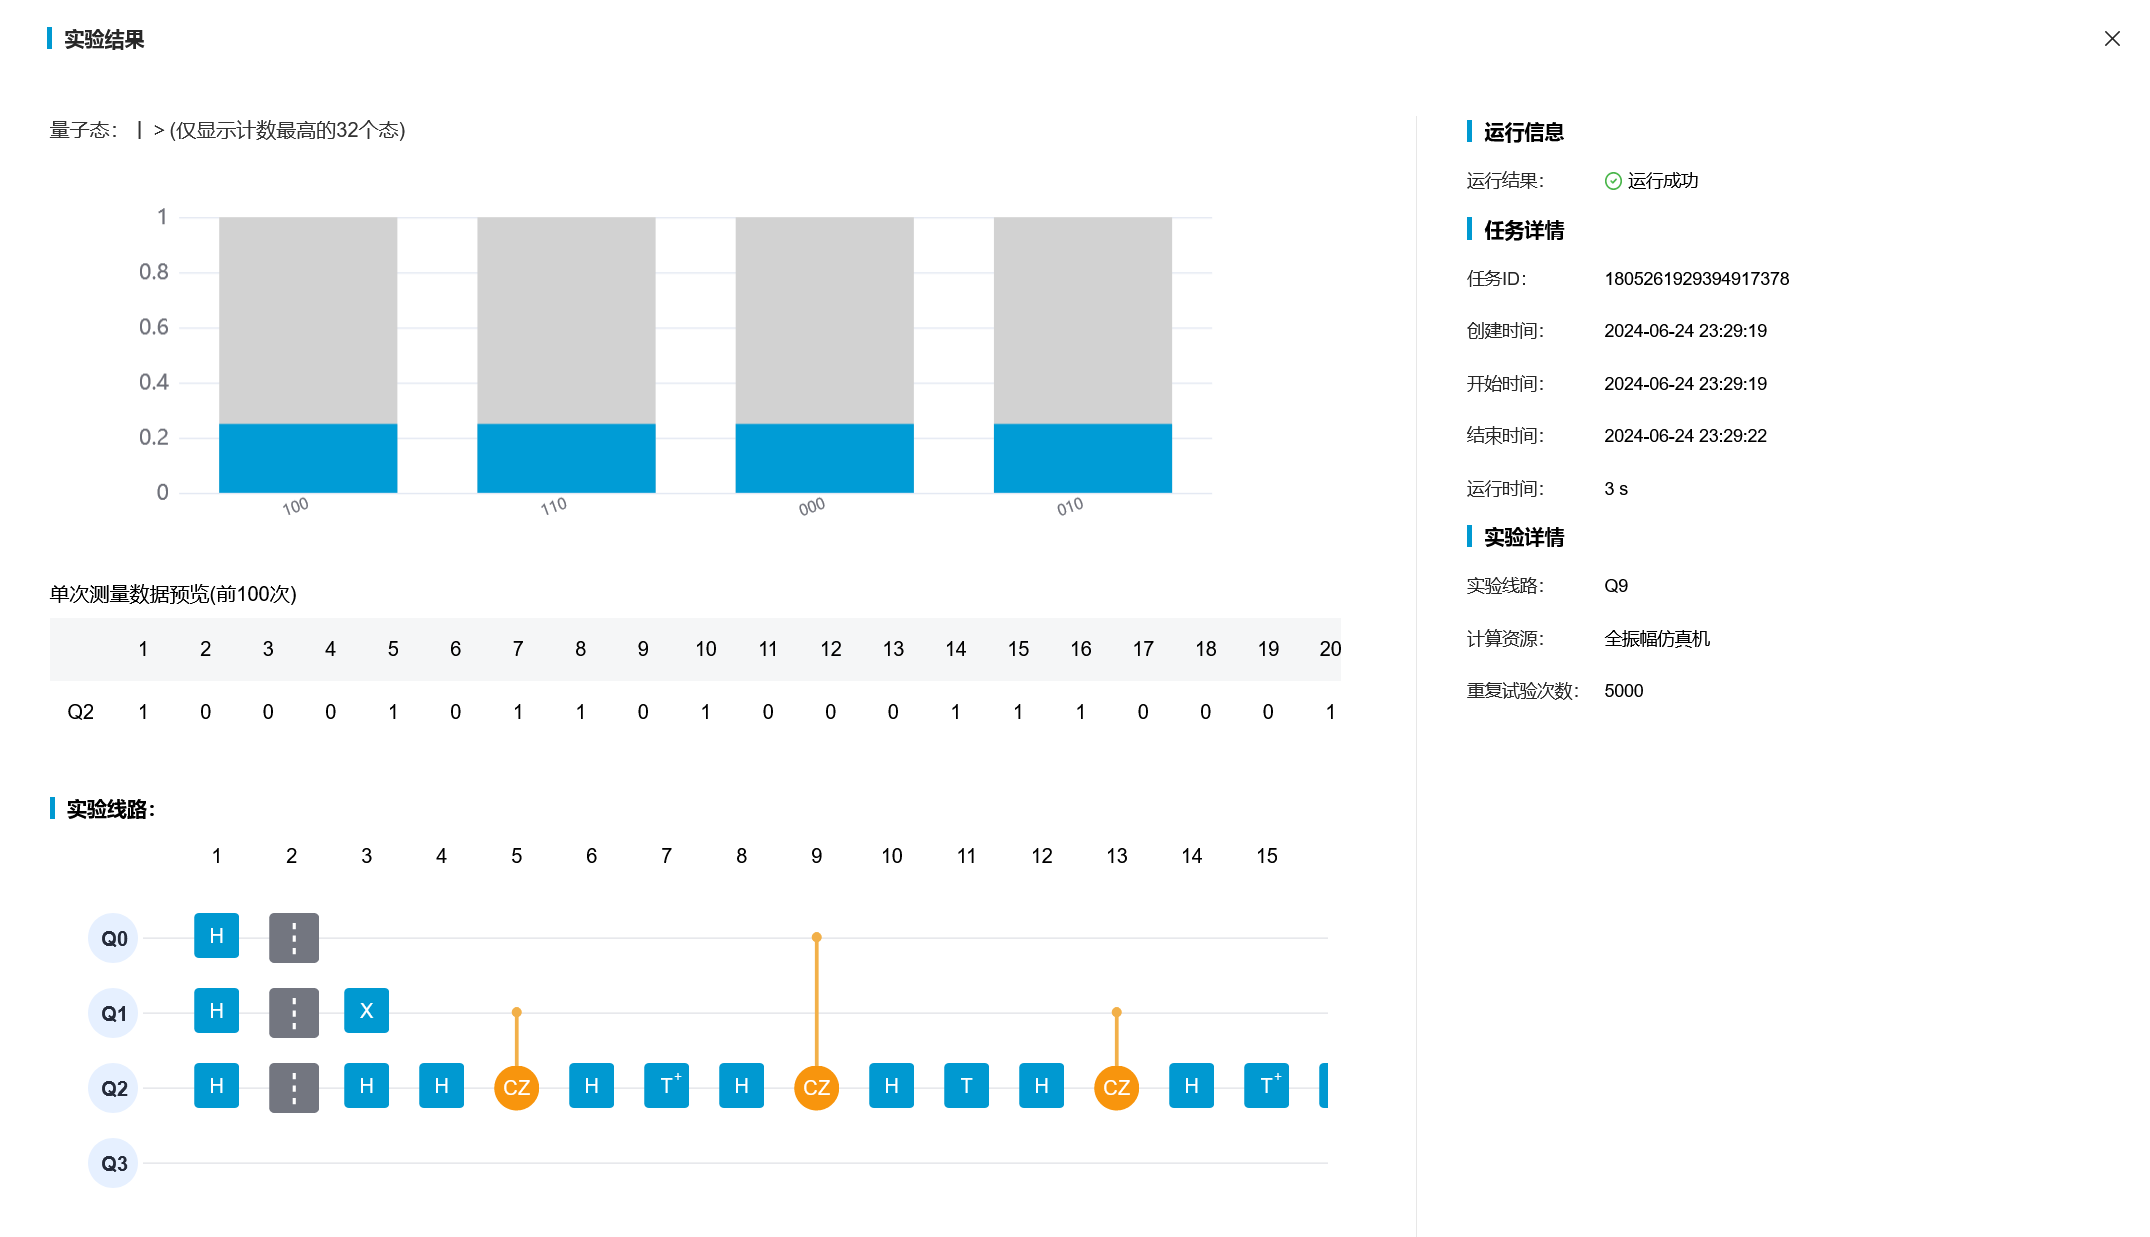 实验结果
量子态： | > (仅显示计数最高的32个态)
1
0.8
0.6
0.4
0.2
0
100 110 000 010
单次测量数据预览(前100次)
1 2 3 4 5 6 7 8 9 10 11 12 13 14 15 16 17 18 19 20
Q2 1 0 0 0 1 0 1 1 0 1 0 0 0 1 1 1 0 0 0 1
实验线路：
1 2 3 4 5 6 7 8 9 10 11 12 13 14 15
Q0 H
Q1 H X
Q2 H H H CZ H T+ H CZ H T H CZ H T+
Q3
运行信息
运行结果： 运行成功
任务详情
任务ID： 1805261929394917378
创建时间： 2024-06-24 23:29:19
开始时间： 2024-06-24 23:29:19
结束时间： 2024-06-24 23:29:22
运行时间： 3 s
实验详情
实验线路： Q9
计算资源： 全振幅仿真机
重复试验次数： 5000